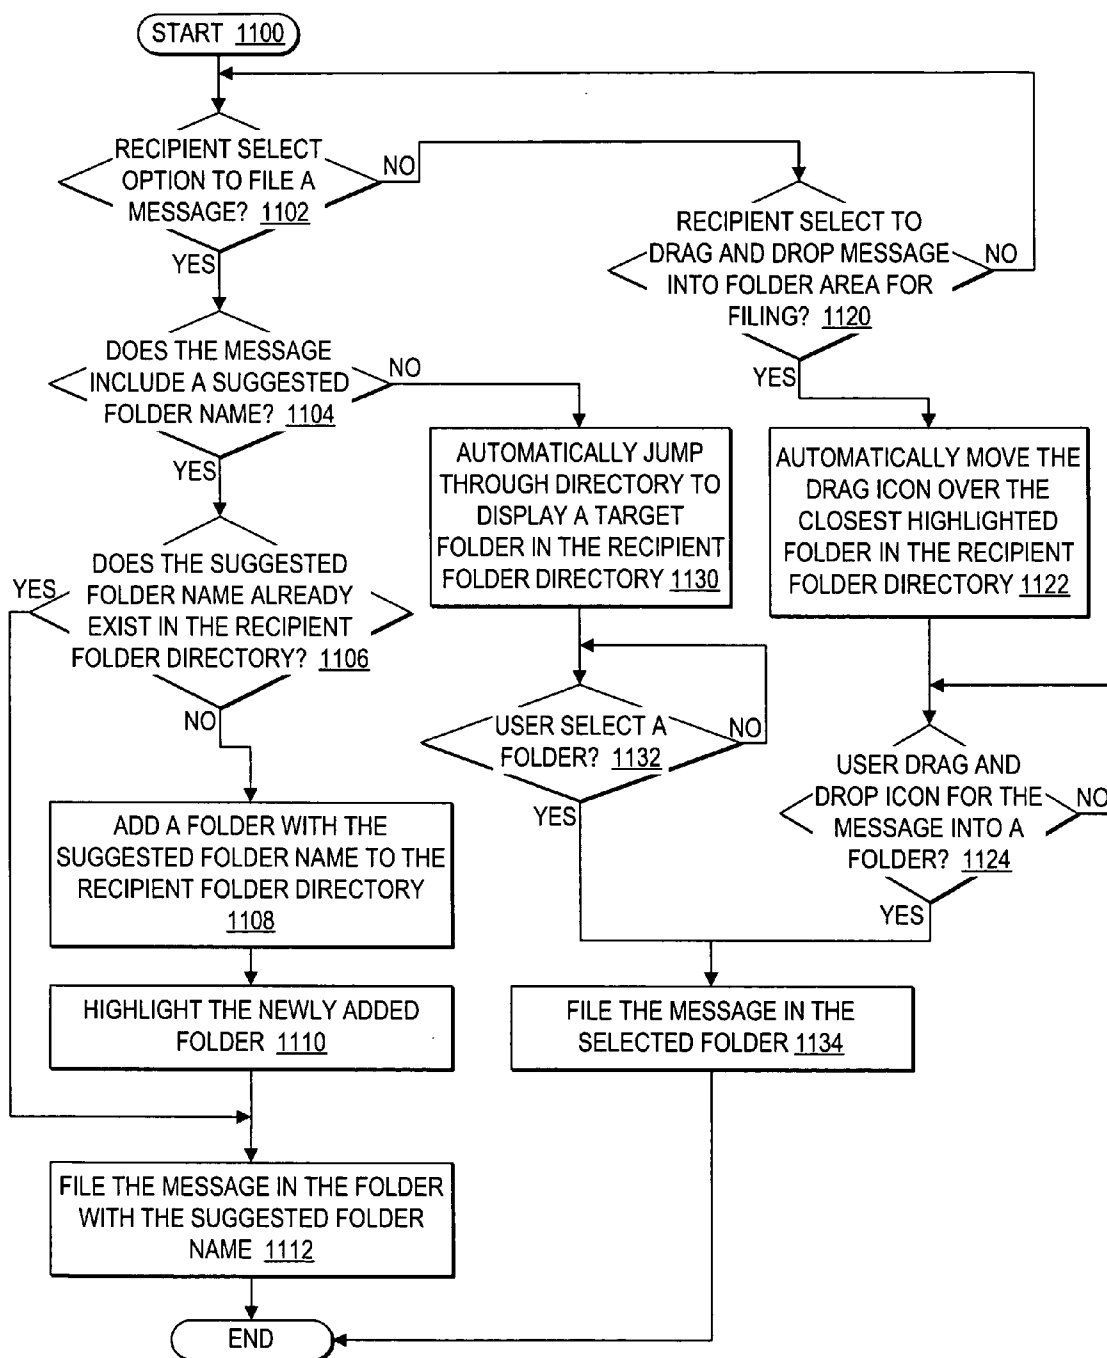 START 1100
RECIPIENT SELECT
OPTION TO FILE A
MESSAGE? 1102
NO
YES
RECIPIENT SELECT TO
DRAG AND DROP MESSAGE
INTO FOLDER AREA FOR
FILING? 1120
NO
YES
DOES THE MESSAGE
INCLUDE A SUGGESTED
FOLDER NAME? 1104
NO
YES
AUTOMATICALLY JUMP
THROUGH DIRECTORY TO
DISPLAY A TARGET
FOLDER IN THE RECIPIENT
FOLDER DIRECTORY 1130
AUTOMATICALLY MOVE THE
DRAG ICON OVER THE
CLOSEST HIGHLIGHTED
FOLDER IN THE RECIPIENT
FOLDER DIRECTORY 1122
DOES THE SUGGESTED
FOLDER NAME ALREADY
EXIST IN THE RECIPIENT
FOLDER DIRECTORY? 1106
YES
NO
USER SELECT A
FOLDER? 1132
NO
YES
USER DRAG AND
DROP ICON FOR THE
MESSAGE INTO A
FOLDER? 1124
NO
YES
ADD A FOLDER WITH THE
SUGGESTED FOLDER NAME TO THE
RECIPIENT FOLDER DIRECTORY
1108
HIGHLIGHT THE NEWLY ADDED
FOLDER 1110
FILE THE MESSAGE IN THE
SELECTED FOLDER 1134
FILE THE MESSAGE IN THE FOLDER
WITH THE SUGGESTED FOLDER
NAME 1112
END